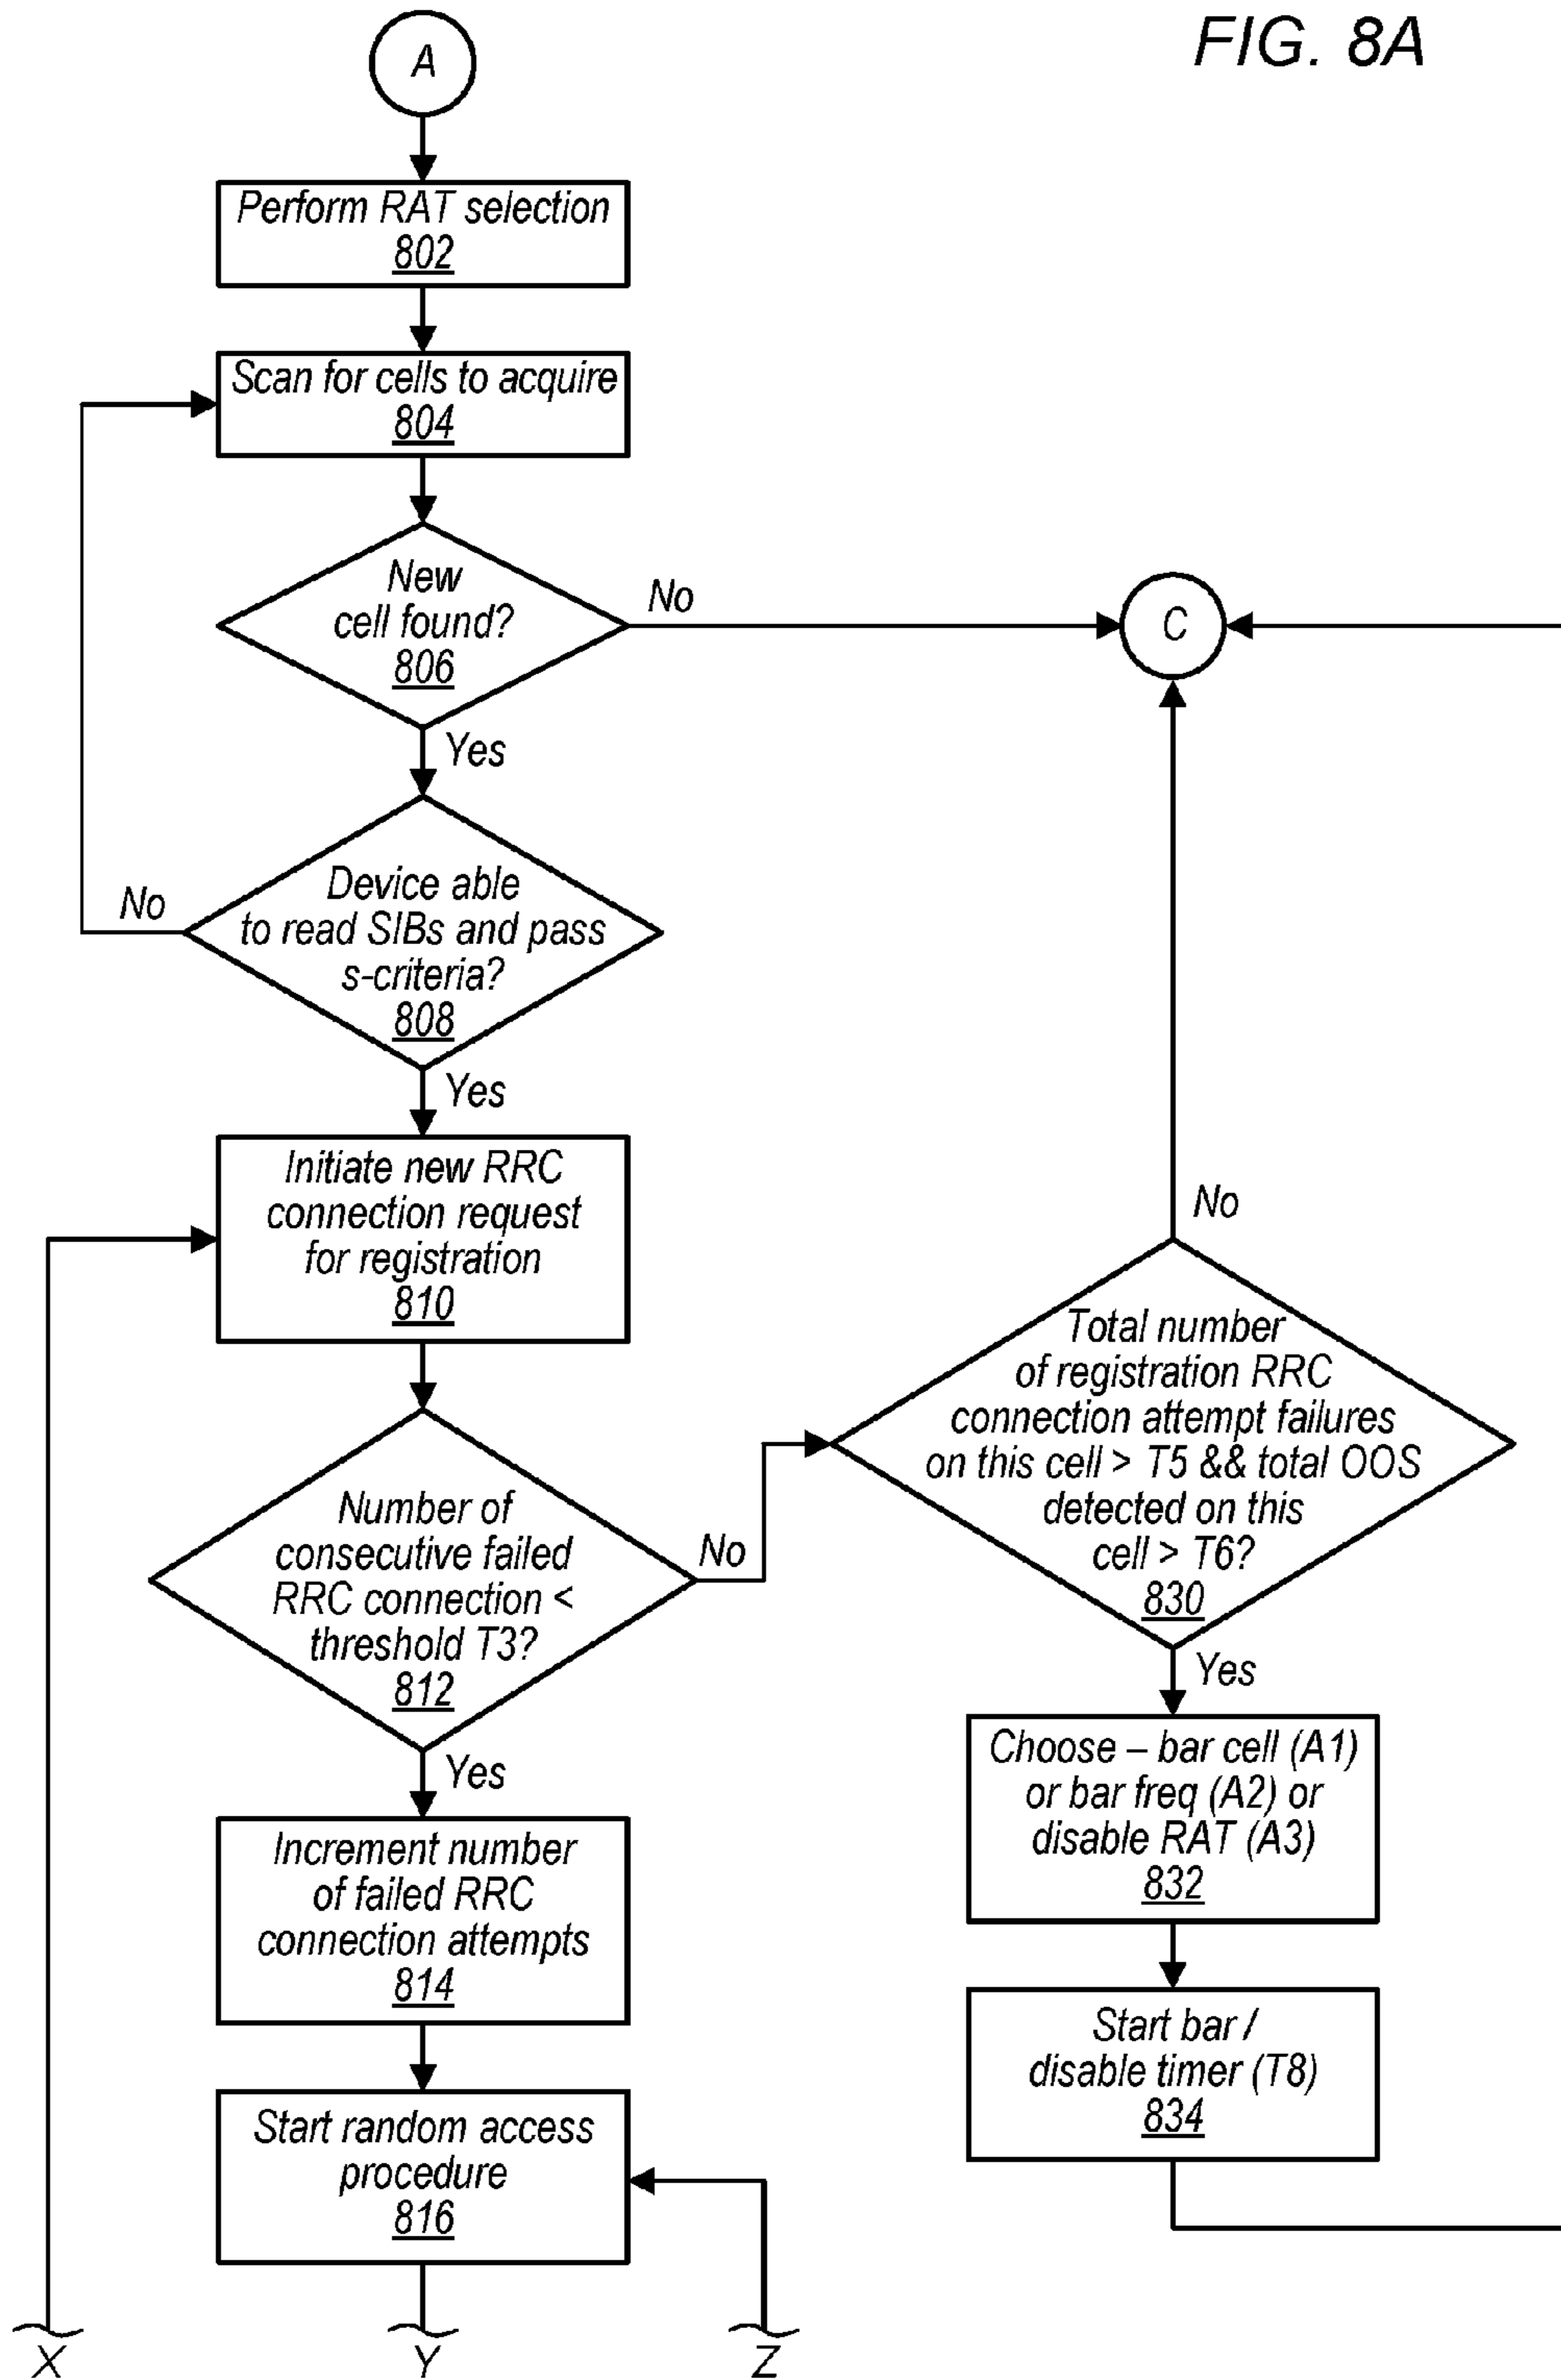 FIG. 8A
A
Perform RAT selection
802
Scan for cells to acquire
804
New
cell found?
806
No
C
Yes
Device able
to read SIBs and pass
s-criteria?
808
No
Yes
Initiate new RRC
connection request
for registration
810
Number of
consecutive failed
RRC connection <
threshold T3?
812
No
Yes
Increment number
of failed RRC
connection attempts
814
Start random access
procedure
816
No
Total number
of registration RRC
connection attempt failures
on this cell > T5 && total OOS
detected on this
cell > T6?
830
Yes
Choose – bar cell (A1)
or bar freq (A2) or
disable RAT (A3)
832
Start bar /
disable timer (T8)
834
X
Y
Z